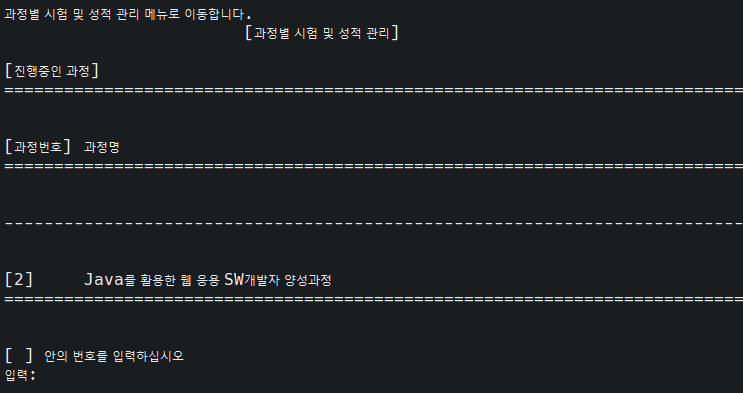 과정별 시험 및 성적 관리 메뉴로 이동합니다.
[과정별 시험 및 성적 관리]
[진행중인 과정]
==========================================================================
[과정번호] 과정명
==========================================================================
--------------------------------------------------------------------------
[2] Java를 활용한 웹 응용 SW개발자 양성과정
==========================================================================
[ ] 안의 번호를 입력하십시오
입력: